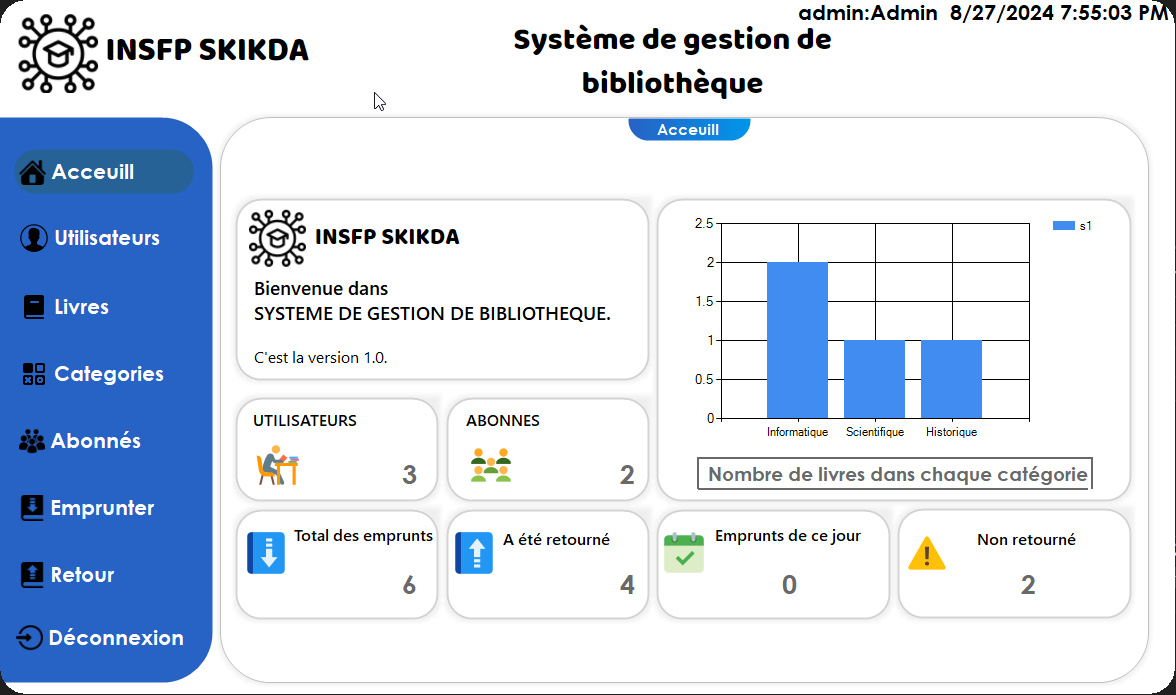 admin:Admin 8/27/2024 7:55:03 PM
INSFP SKIKDA
Système de gestion de
bibliothèque
Acceuill
Acceuill
Utilisateurs
Livres
Categories
Abonnés
Emprunter
Retour
Déconnexion
INSFP SKIKDA
Bienvenue dans
SYSTEME DE GESTION DE BIBLIOTHEQUE.
C'est la version 1.0.
2.5
2
1.5
1
0.5
0
Informatique Scientifique Historique
s1
Nombre de livres dans chaque catégorie
UTILISATEURS
3
ABONNES
2
Total des emprunts
6
A été retourné
4
Emprunts de ce jour
0
Non retourné
2